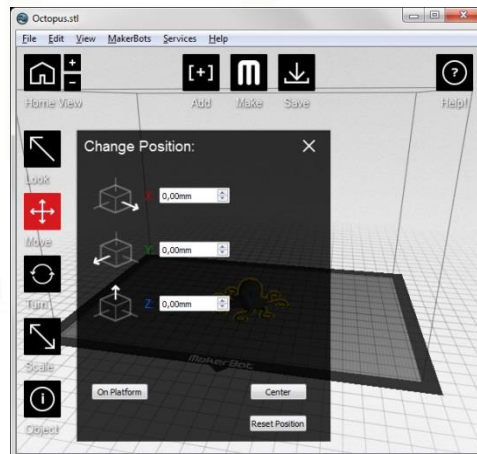 Octopus.stl
File Edit View MakerBots Services Help
Home View
Add
Make
Save
Help!
Look
Move
Turn
Scale
Object
Change Position:
X: 0,00mm
Y: 0,00mm
Z: 0,00mm
MakerBot
On Platform
Center
Reset Position